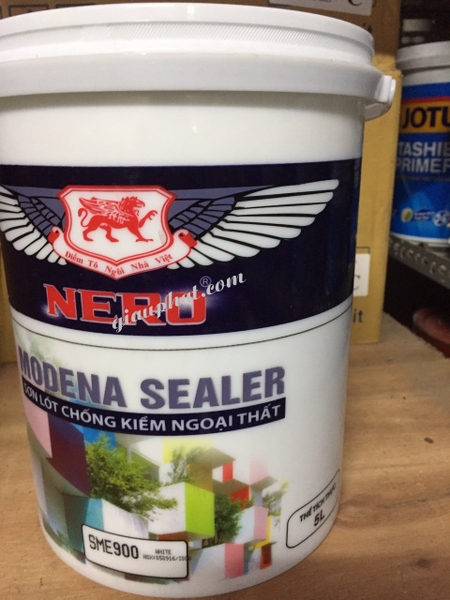 Điểm Tô Ngôi Nhà Việt
NERO®
giauphat.com
MODENA SEALER
SƠN LÓT CHỐNG KIỀM NGOẠI THẤT
SME900
WHITE
THỂ TÍCH THỰC
5L
JOTU
TASHIE
PRIMER